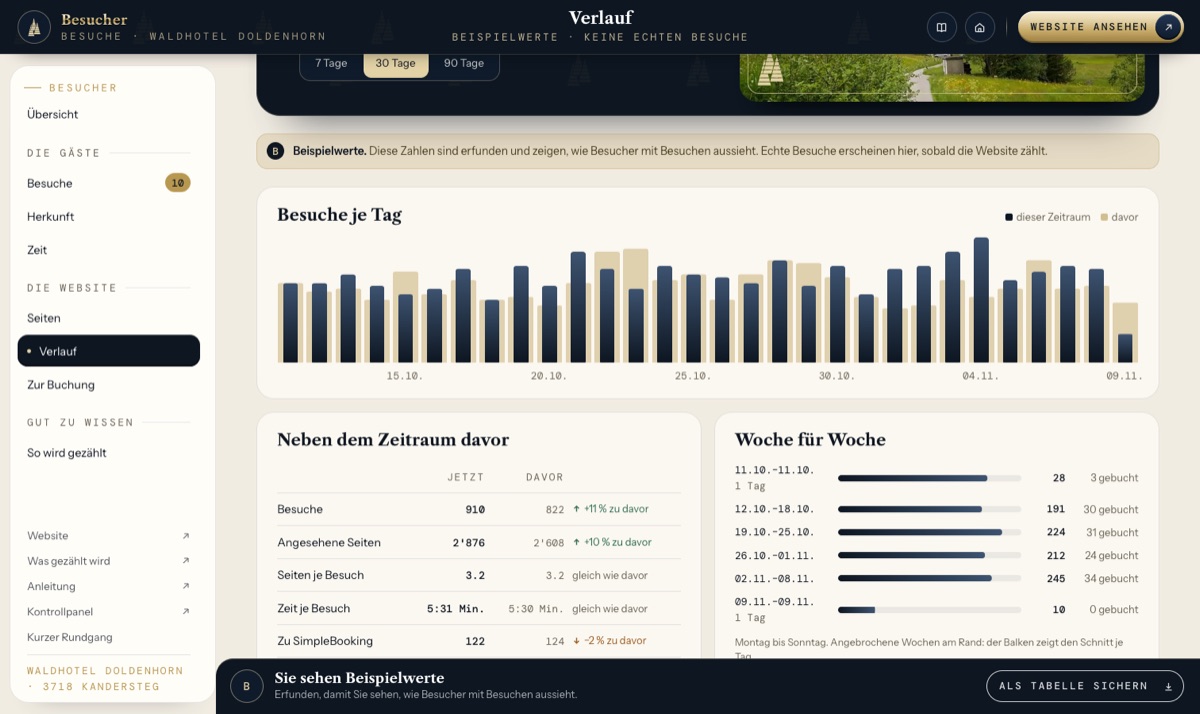 Besucher
BESUCHE · WALDHOTEL DOLDENHORN
Verlauf
BEISPIELWERTE · KEINE ECHTEN BESUCHE
WEBSITE ANSEHEN
BESUCHER
Übersicht
DIE GÄSTE
Besuche 10
Herkunft
Zeit
DIE WEBSITE
Seiten
Verlauf
Zur Buchung
GUT ZU WISSEN
So wird gezählt
Website
Was gezählt wird
Anleitung
Kontrollpanel
Kurzer Rundgang
WALDHOTEL DOLDENHORN
· 3718 KANDERSTEG
7 Tage 30 Tage 90 Tage
B Beispielwerte. Diese Zahlen sind erfunden und zeigen, wie Besucher mit Besuchen aussieht. Echte Besuche erscheinen hier, sobald die Website zählt.
Besuche je Tag
dieser Zeitraum davor
15.10. 20.10. 25.10. 30.10. 04.11. 09.11.
Neben dem Zeitraum davor
JETZT DAVOR
Besuche 910 822 ↑ +11 % zu davor
Angesehene Seiten 2'876 2'608 ↑ +10 % zu davor
Seiten je Besuch 3.2 3.2 gleich wie davor
Zeit je Besuch 5:31 Min. 5:30 Min. gleich wie davor
Zu SimpleBooking 122 124 ↓ −2 % zu davor
Woche für Woche
11.10.–11.10. 28 3 gebucht
1 Tag
12.10.–18.10. 191 30 gebucht
19.10.–25.10. 224 31 gebucht
26.10.–01.11. 212 24 gebucht
02.11.–08.11. 245 34 gebucht
09.11.–09.11. 10 0 gebucht
1 Tag
Montag bis Sonntag. Angebrochene Wochen am Rand: der Balken zeigt den Schnitt je
Tag.
B
Sie sehen Beispielwerte
Erfunden, damit Sie sehen, wie Besucher mit Besuchen aussieht.
ALS TABELLE SICHERN